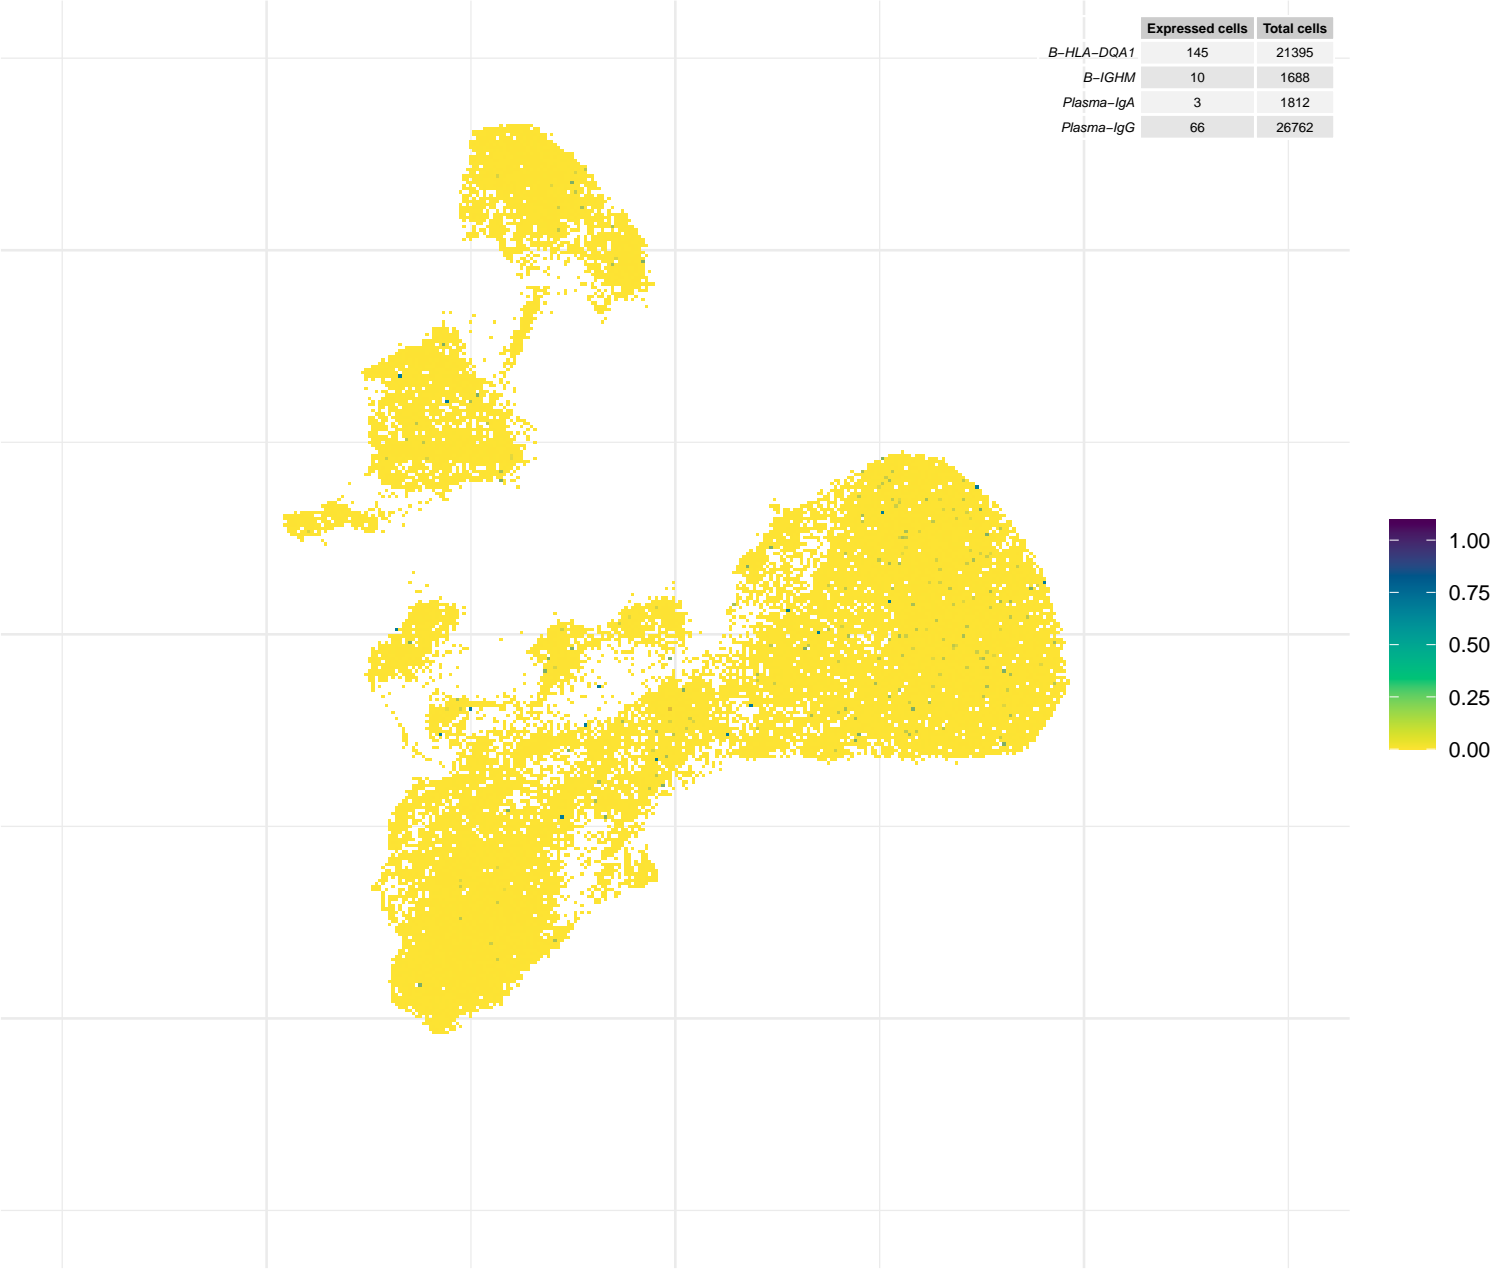 Expressed cells Total cells
B−HLA−DQA1 145 21395
B−IGHM 10 1688
Plasma−IgA 3 1812
Plasma−IgG 66 26762
1.00
0.75
0.50
0.25
0.00